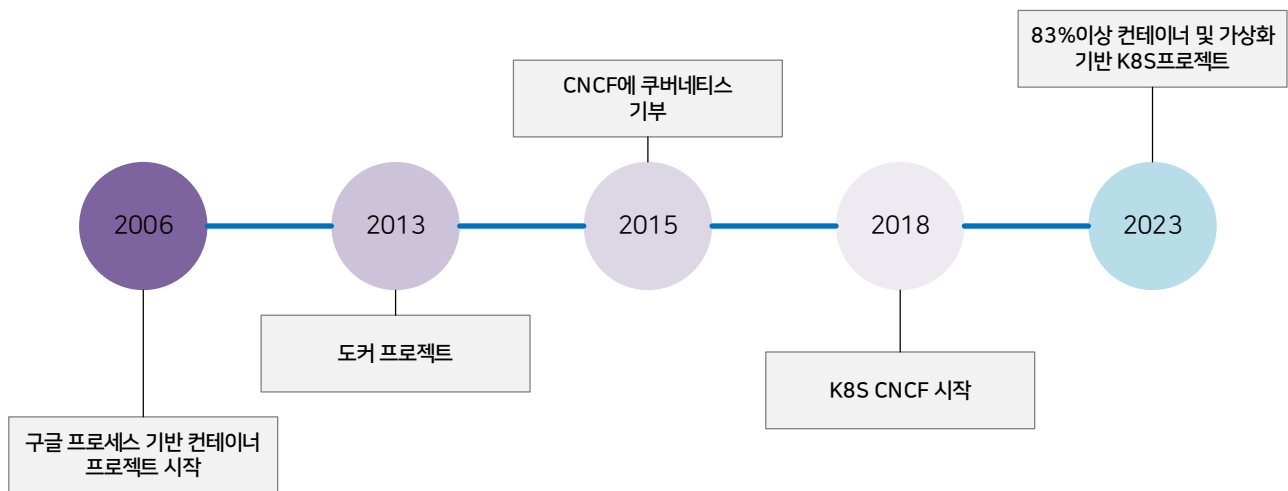 83%이상 컨테이너 및 가상화
기반 K8S프로젝트
CNCF에 쿠버네티스
기부
2006
2013
2015
2018
2023
도커 프로젝트
K8S CNCF 시작
구글 프로세스 기반 컨테이너
프로젝트 시작